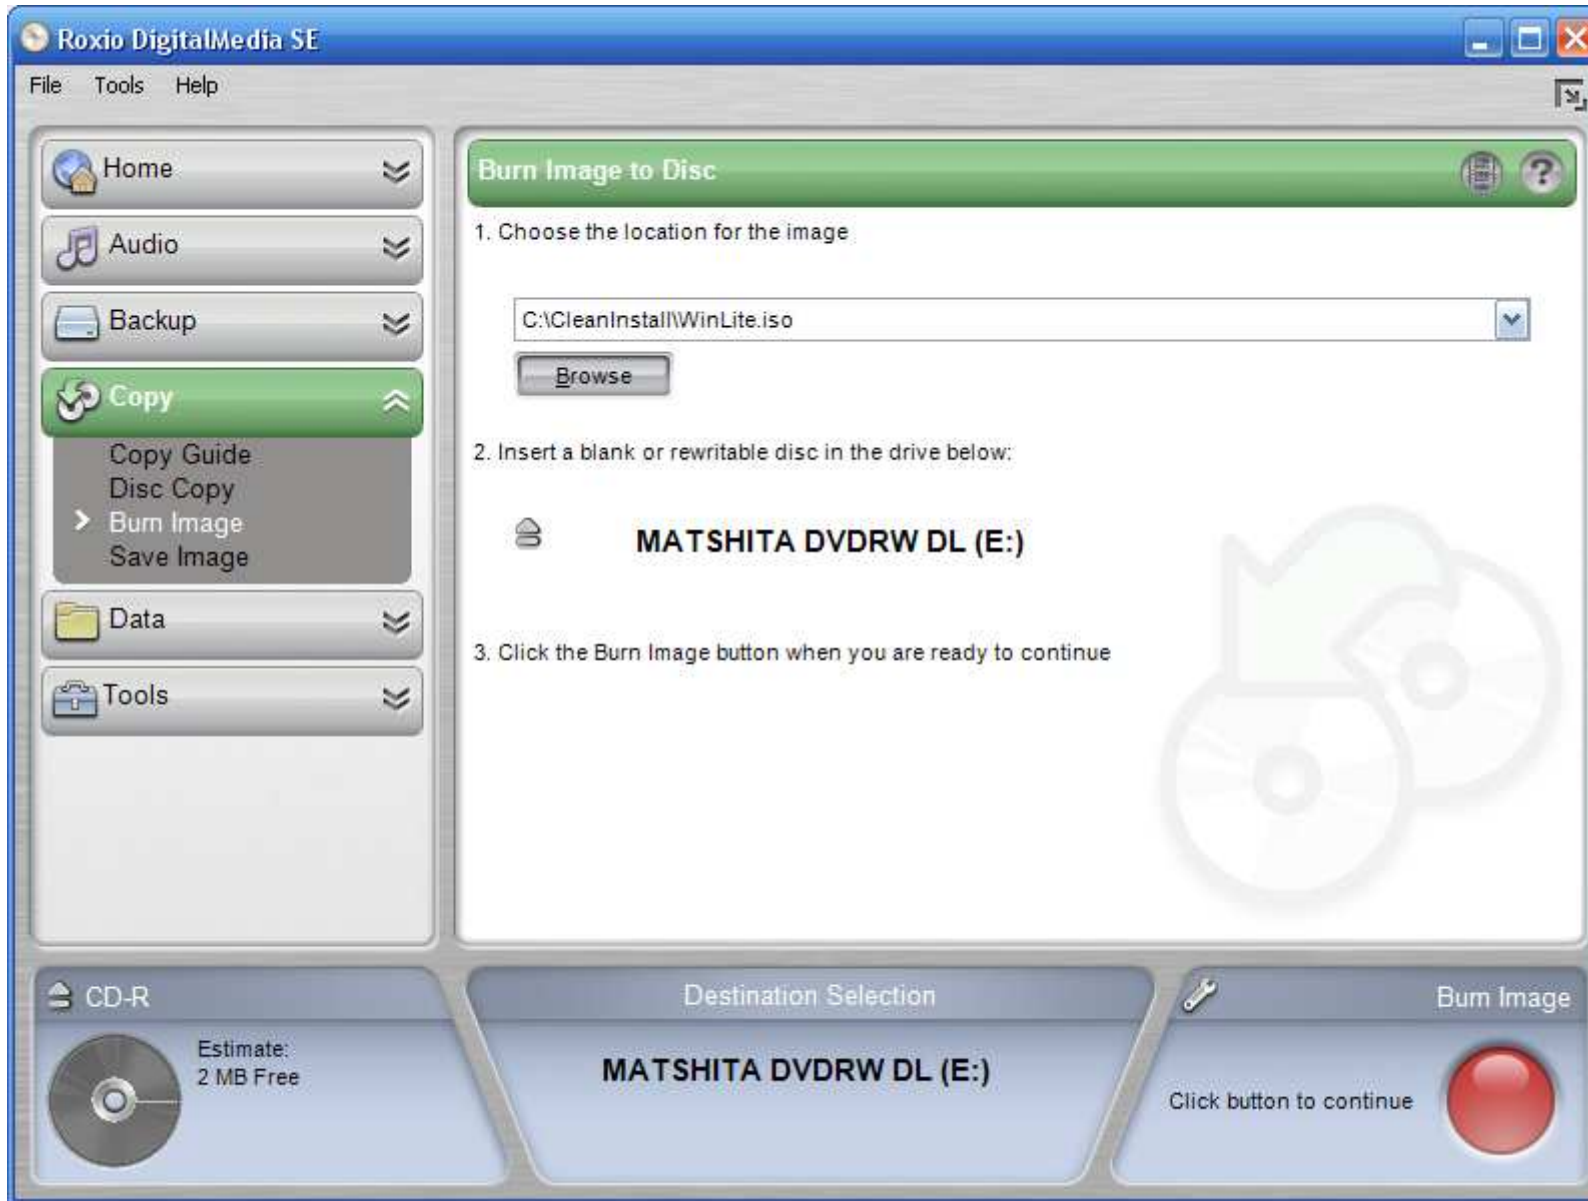 Roxio DigitalMedia SE
File Tools Help
Home
Audio
Backup
Copy
Copy Guide
Disc Copy
Burn Image
Save Image
Data
Tools
Burn Image to Disc
1. Choose the location for the image
C:\CleanInstall\WinLite.iso
Browse
2. Insert a blank or rewritable disc in the drive below:
MATSHITA DVDRW DL (E:)
3. Click the Burn Image button when you are ready to continue
CD-R
Estimate:
2 MB Free
Destination Selection
MATSHITA DVDRW DL (E:)
Burn Image
Click button to continue